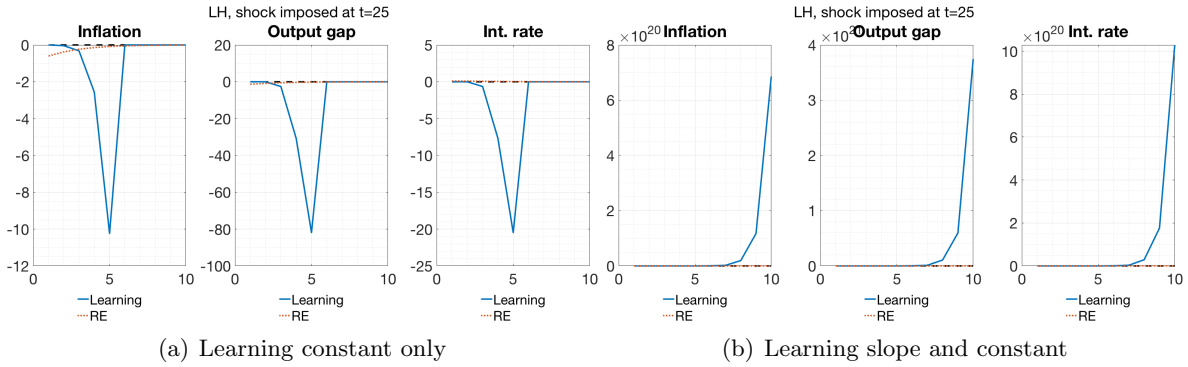 LH, shock imposed at t=25
Inflation
0
-2
-4
-6
-8
-10
-12
0 5 10
Learning
RE
Output gap
20
0
-20
-40
-60
-80
-100
0 5 10
Learning
RE
Int. rate
5
0
-5
-10
-15
-20
-25
0 5 10
Learning
RE
(a) Learning constant only
LH, shock imposed at t=25
8 ×10^20 Inflation
6
4
2
0
0 5 10
Learning
RE
Output gap
4
3
2
1
0
0 5 10
Learning
RE
×10^20 Int. rate
10
8
6
4
2
0
0 5 10
Learning
RE
(b) Learning slope and constant